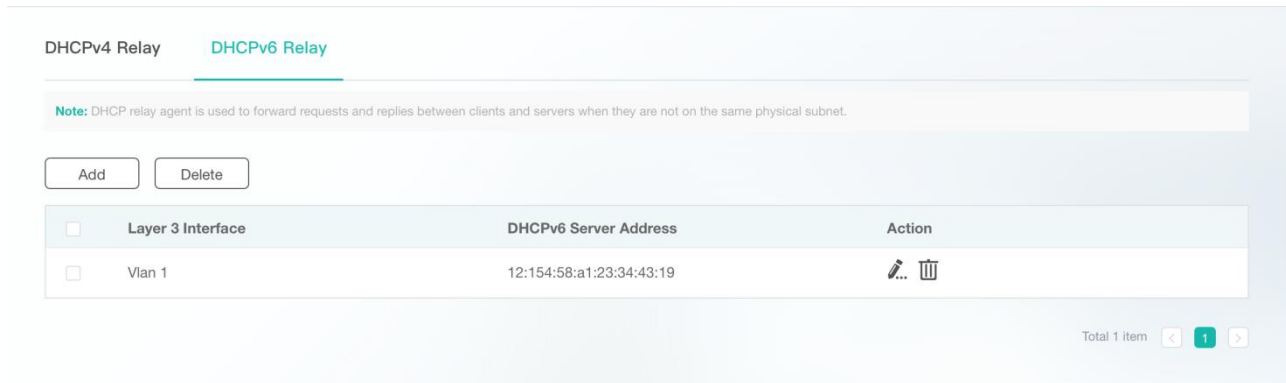 DHCPv4 Relay DHCPv6 Relay
Note: DHCP relay agent is used to forward requests and replies between clients and servers when they are not on the same physical subnet.
Add Delete
Layer 3 Interface DHCPv6 Server Address Action
Vlan 1 12:154:58:a1:23:34:43:19
Total 1 item < 1 >